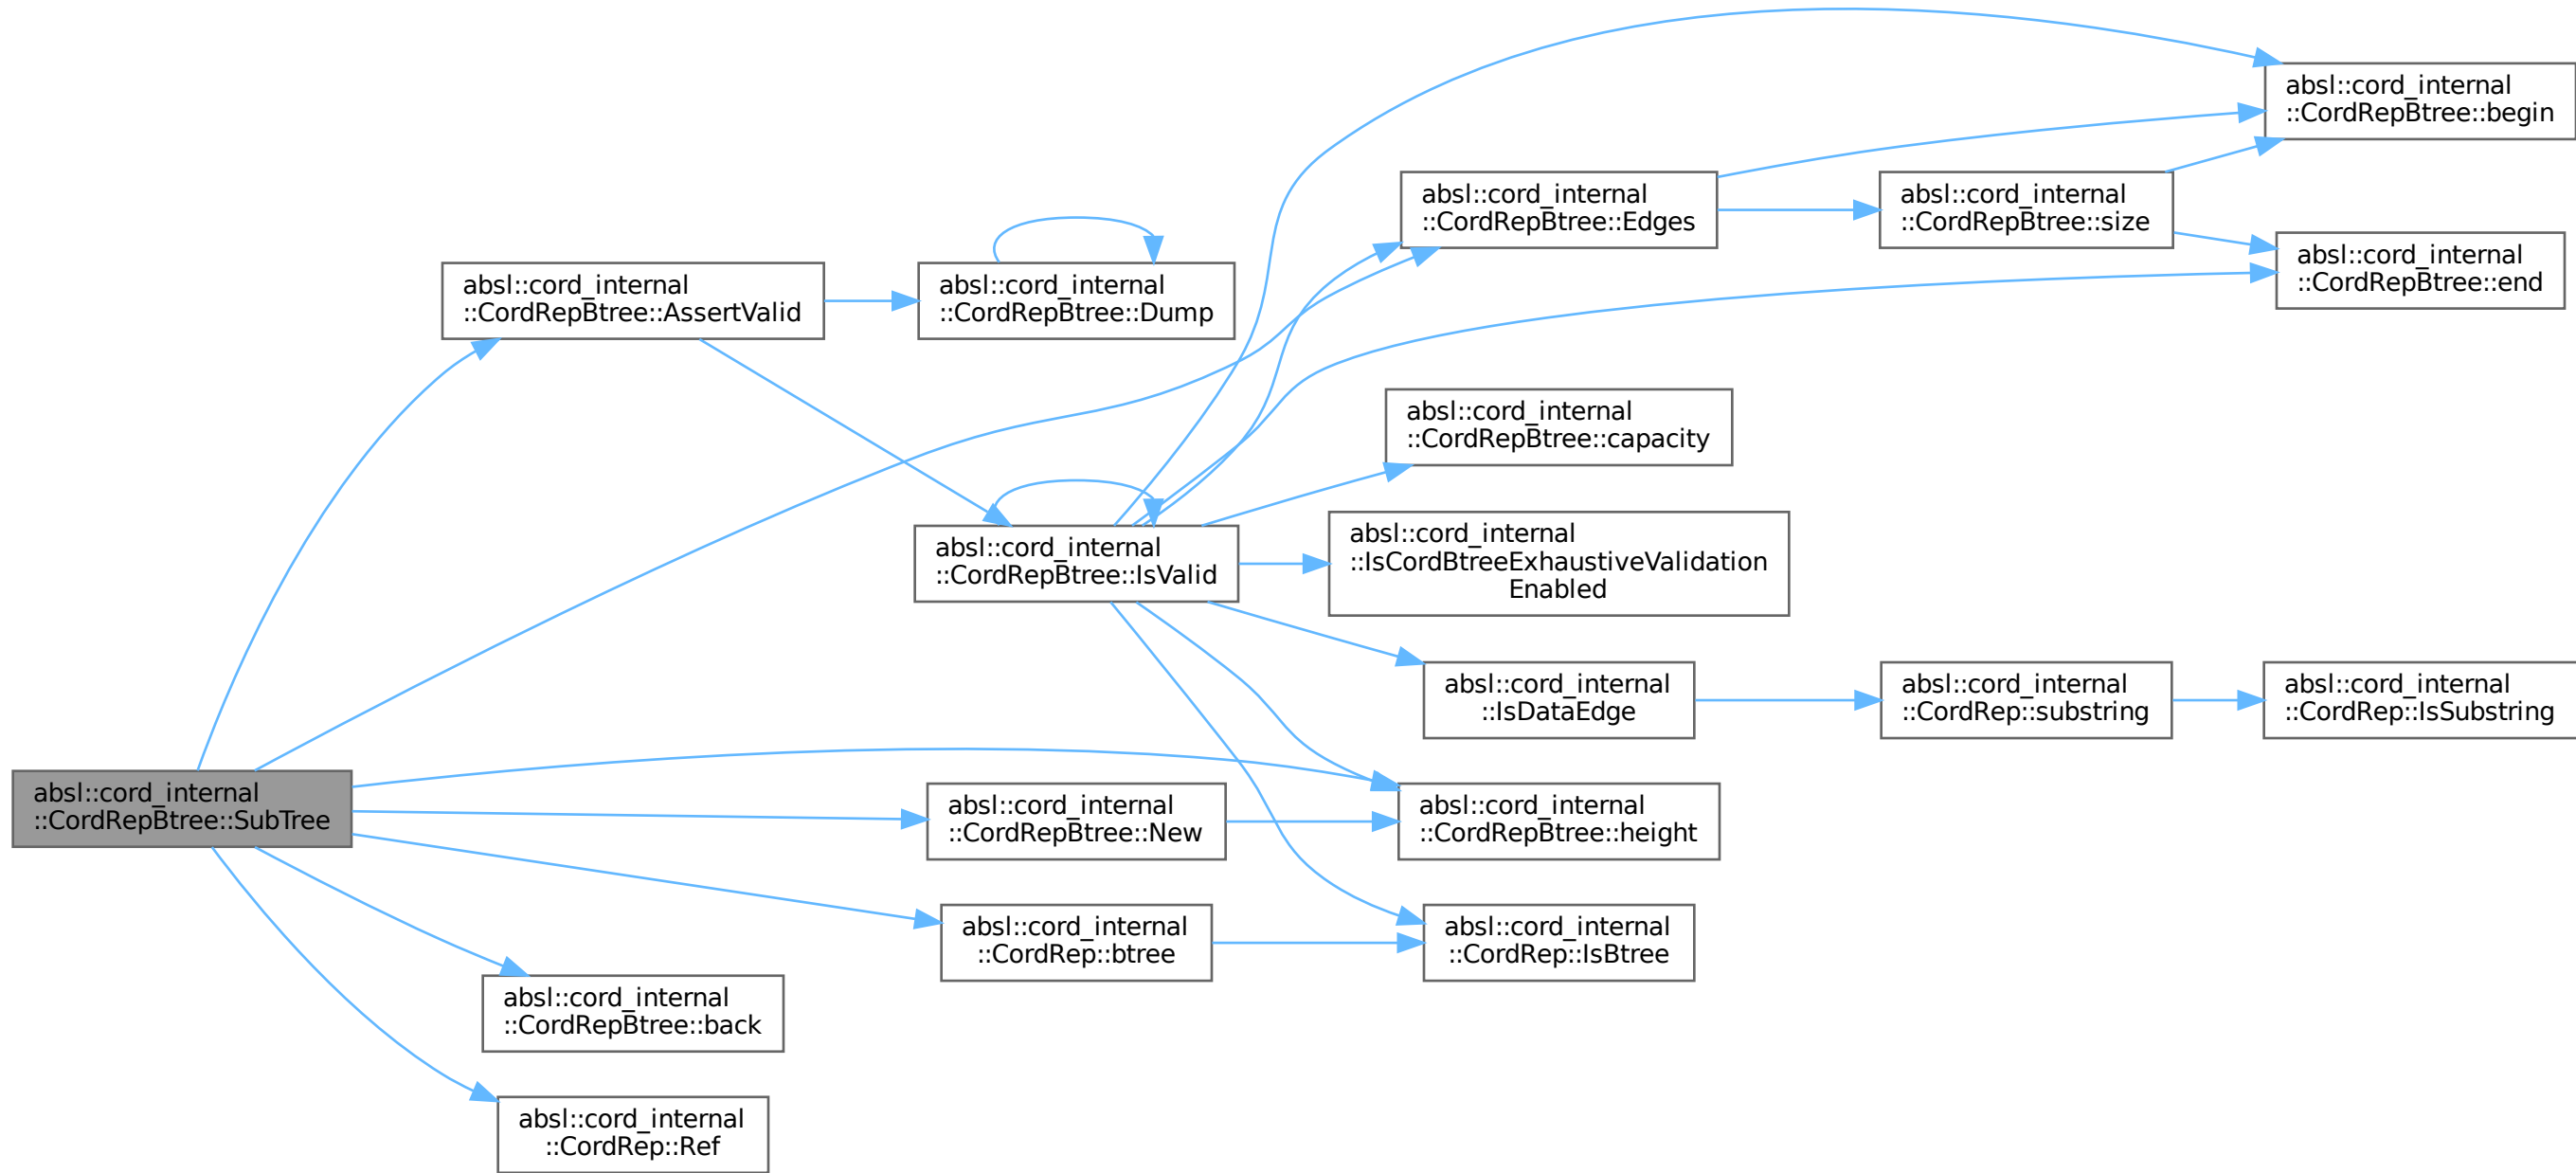 absl::cord_internal
::CordRepBtree::begin
absl::cord_internal
::CordRepBtree::Edges
absl::cord_internal
::CordRepBtree::size
absl::cord_internal
::CordRepBtree::end
absl::cord_internal
::CordRepBtree::AssertValid
absl::cord_internal
::CordRepBtree::Dump
absl::cord_internal
::CordRepBtree::capacity
absl::cord_internal
::CordRepBtree::IsValid
absl::cord_internal
::IsCordBtreeExhaustiveValidation
Enabled
absl::cord_internal
::IsDataEdge
absl::cord_internal
::CordRep::substring
absl::cord_internal
::CordRep::IsSubstring
absl::cord_internal
::CordRepBtree::SubTree
absl::cord_internal
::CordRepBtree::New
absl::cord_internal
::CordRepBtree::height
absl::cord_internal
::CordRep::btree
absl::cord_internal
::CordRep::IsBtree
absl::cord_internal
::CordRepBtree::back
absl::cord_internal
::CordRep::Ref